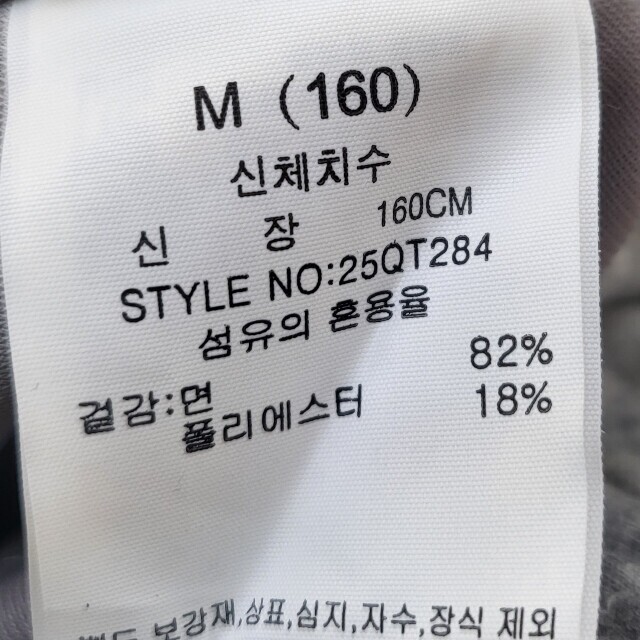 M (160)
신체치수
신 장 160CM
STYLE NO:25QT284
섬유의 혼용율
겉감:면 82%
폴리에스터 18%
보강재,상표,심지,자수,장식 제외